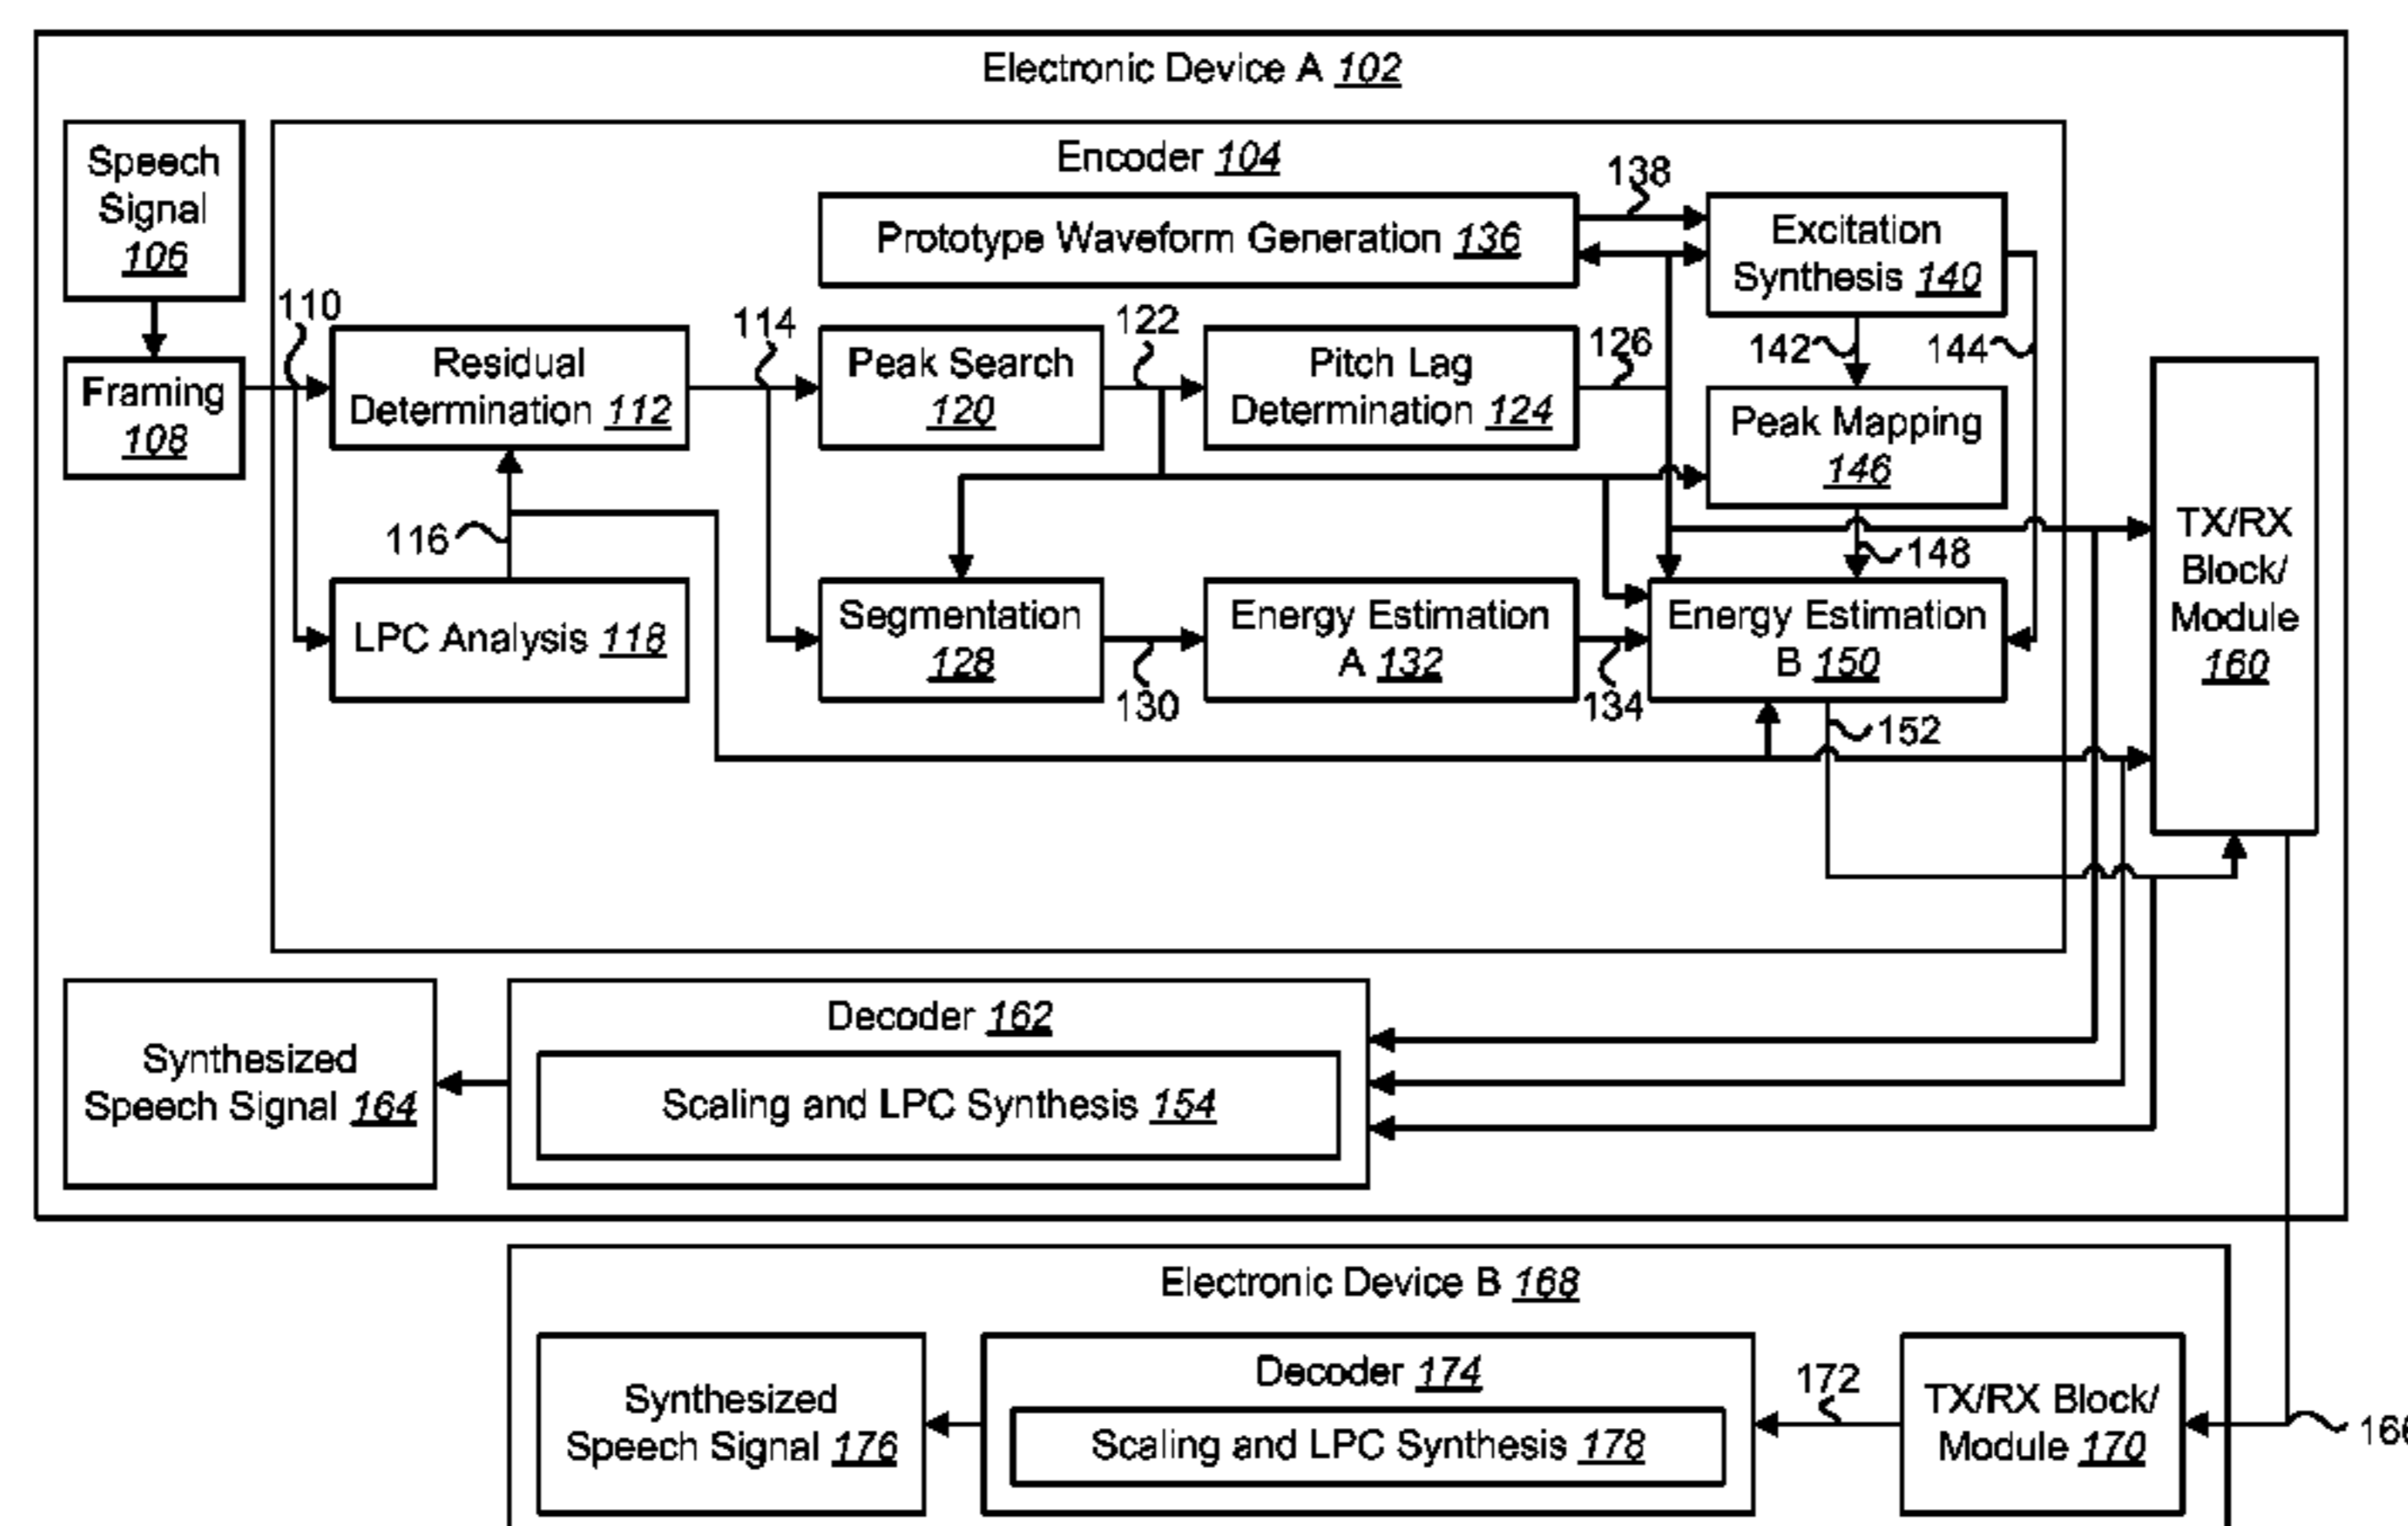 Electronic Device A 102
Speech
Signal
106
Encoder 104
138
Prototype Waveform Generation 136
Excitation
Synthesis 140
110
114
122
126
142
144
Framing
108
Residual
Determination 112
Peak Search
120
Pitch Lag
Determination 124
Peak Mapping
146
116
148
TX/RX
Block/
Module
160
LPC Analysis 118
Segmentation
128
Energy Estimation
A 132
Energy Estimation
B 150
130
134
152
Decoder 162
Synthesized
Speech Signal 164
Scaling and LPC Synthesis 154
Electronic Device B 168
Synthesized
Speech Signal 176
Decoder 174
Scaling and LPC Synthesis 178
172
TX/RX Block/
Module 170
166